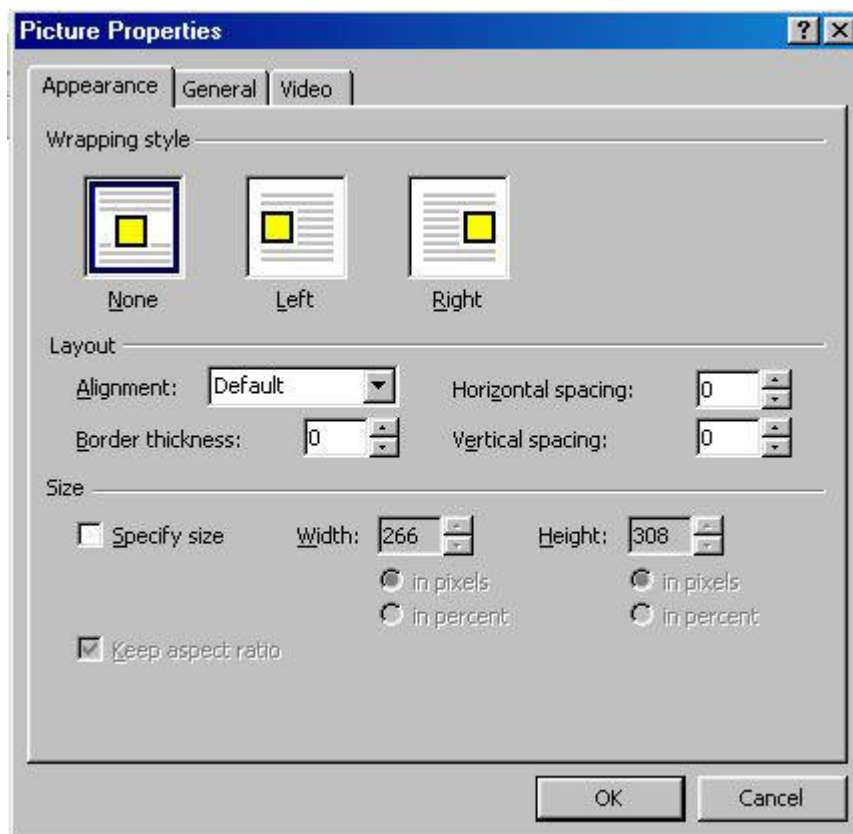 Picture Properties
Appearance General Video
Wrapping style
None Left Right
Layout
Alignment: Default Horizontal spacing: 0
Border thickness: 0 Vertical spacing: 0
Size
Specify size Width: 266 Height: 308
in pixels in pixels
in percent in percent
Keep aspect ratio
OK Cancel